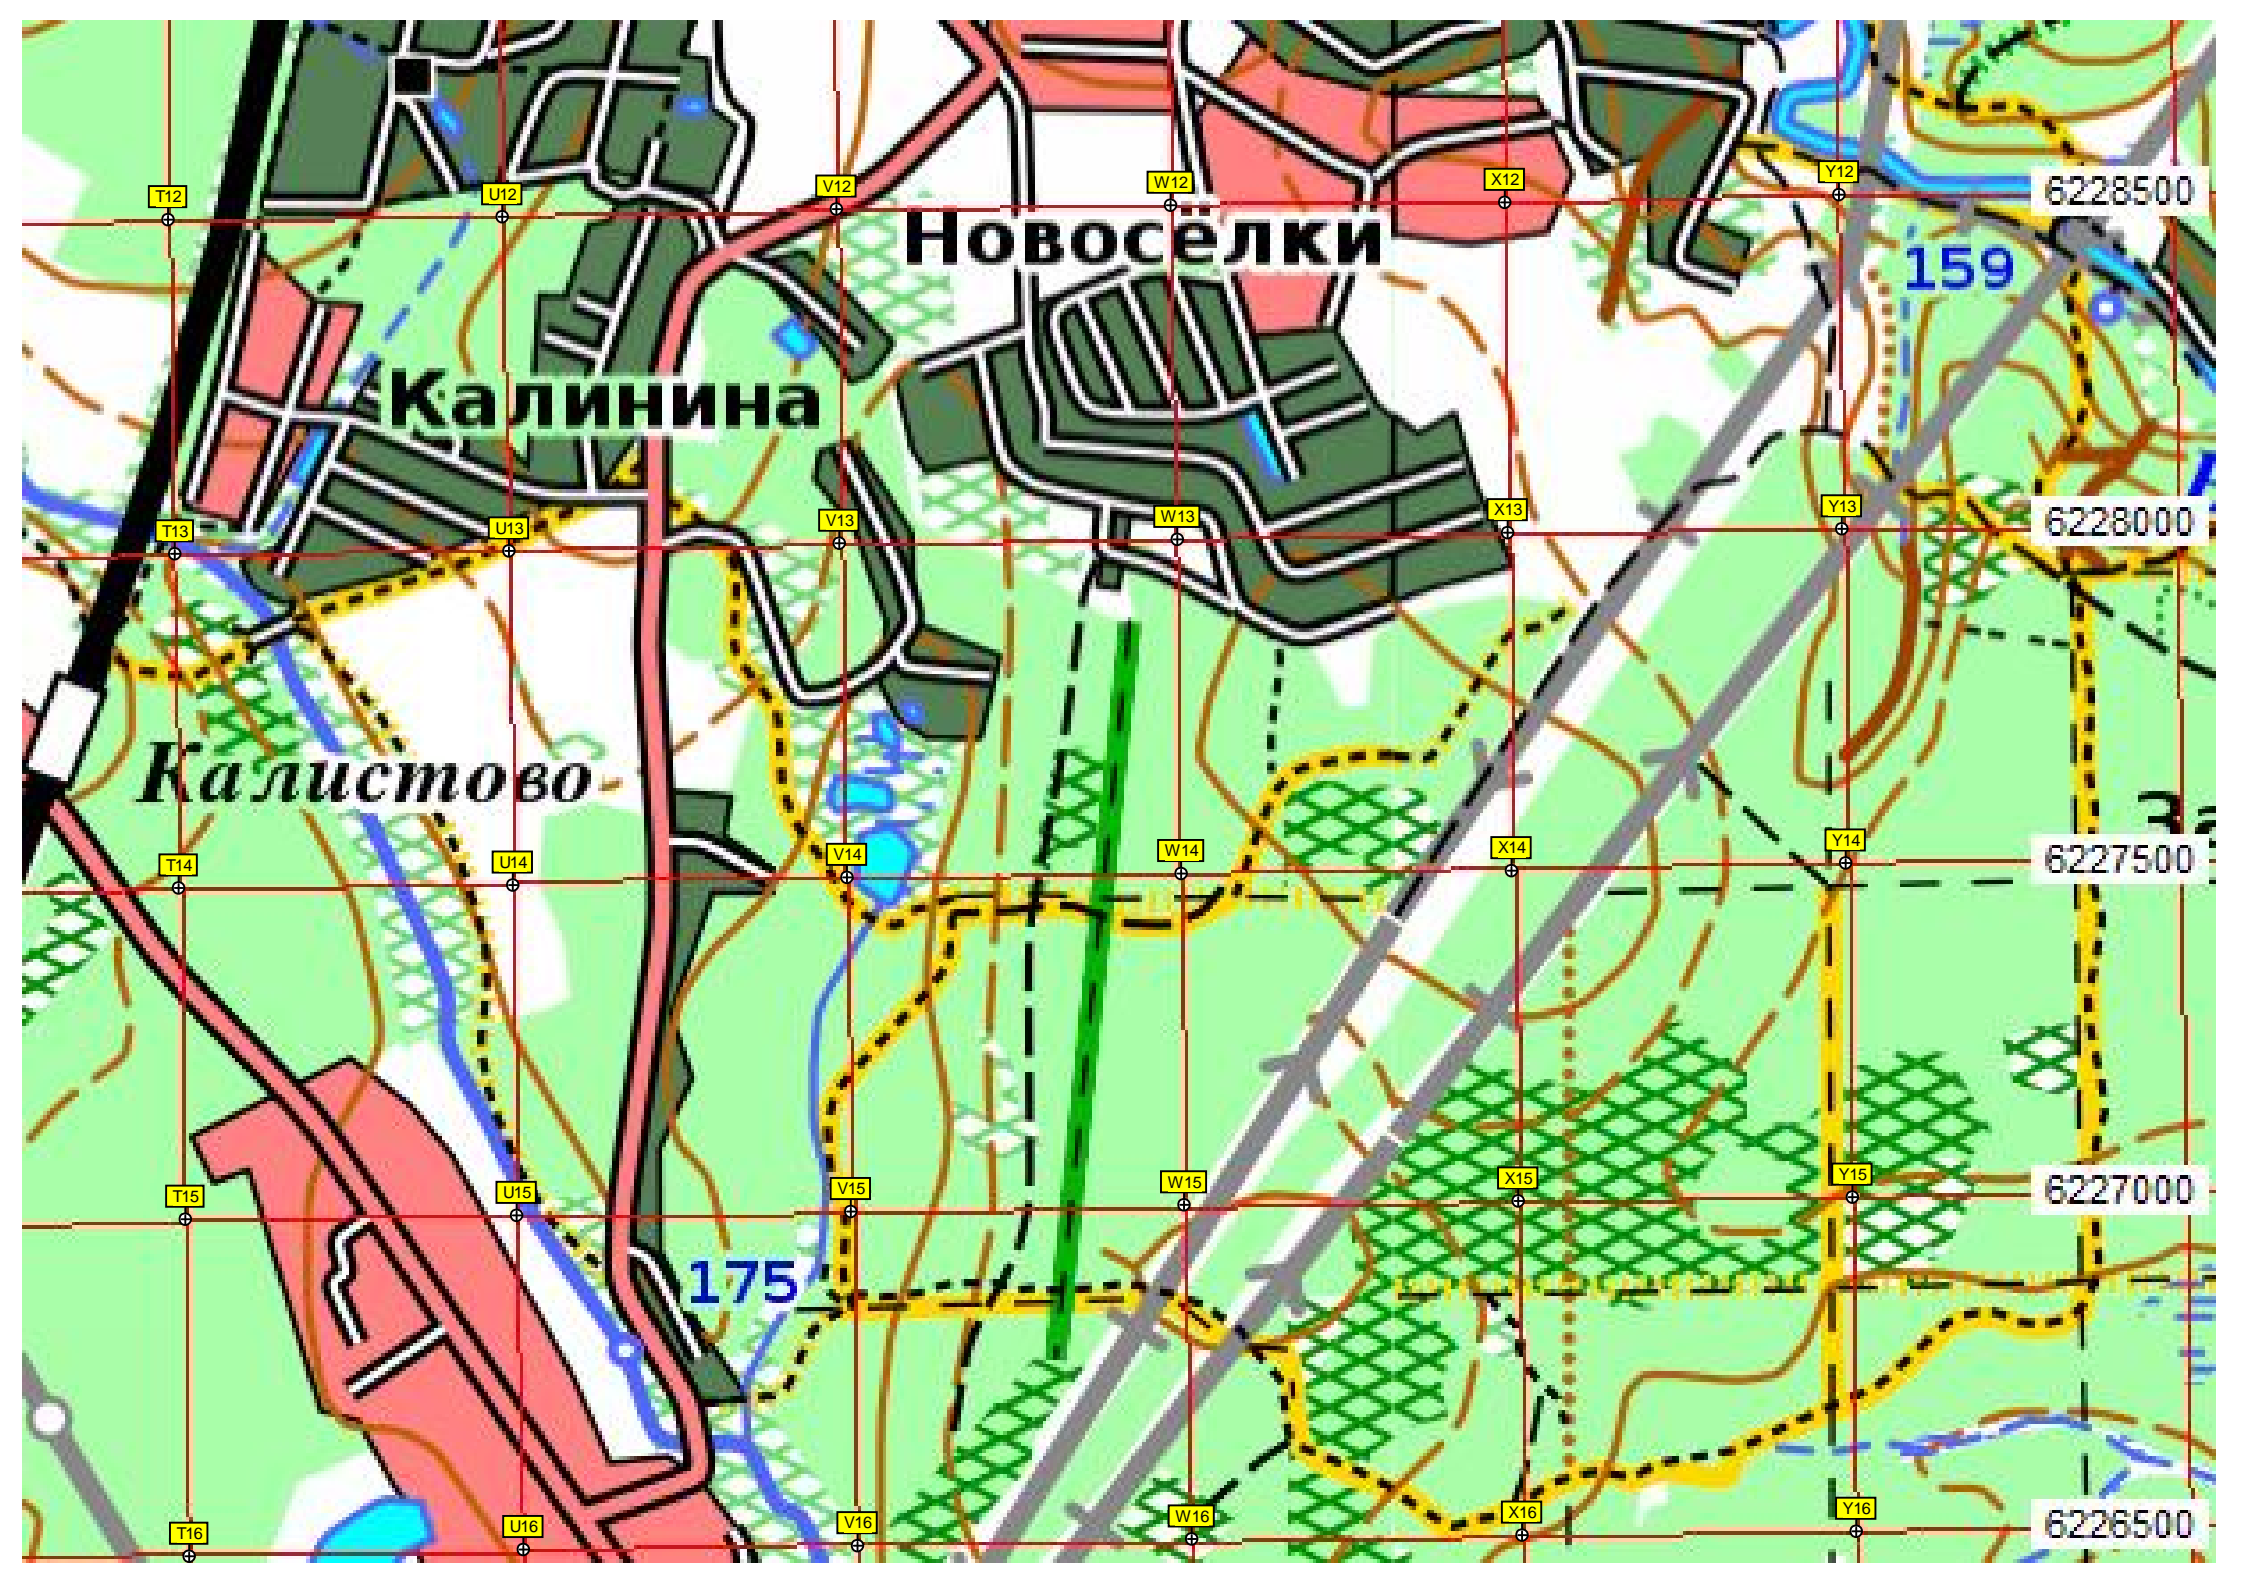 T12 U12 V12 W12 X12 Y12
6228500
Новосёлки
159
Калинина
T13 U13 V13 W13 X13 Y13
6228000
Калистово
За
T14 U14 V14 W14 X14 Y14
6227500
T15 U15 V15 W15 X15 Y15
6227000
175
T16 U16 V16 W16 X16 Y16
6226500